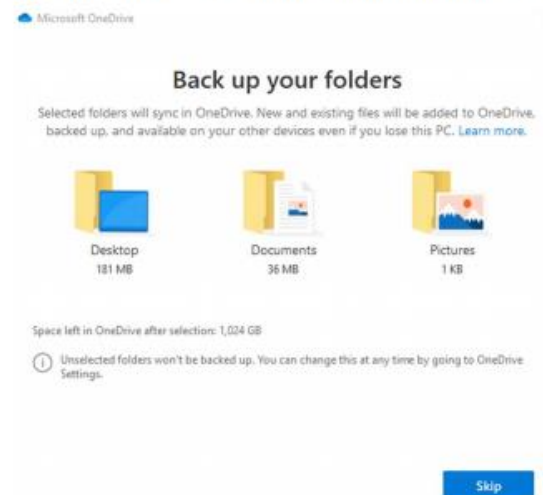 Microsoft OneDrive
Back up your folders
Selected folders will sync in OneDrive. New and existing files will be added to OneDrive,
backed up, and available on your other devices even if you lose this PC. Learn more.
Desktop Documents Pictures
181 MB 36 MB 1 KB
Space left in OneDrive after selection: 1,024 GB
Unselected folders won't be backed up. You can change this at any time by going to OneDrive
Settings.
Skip